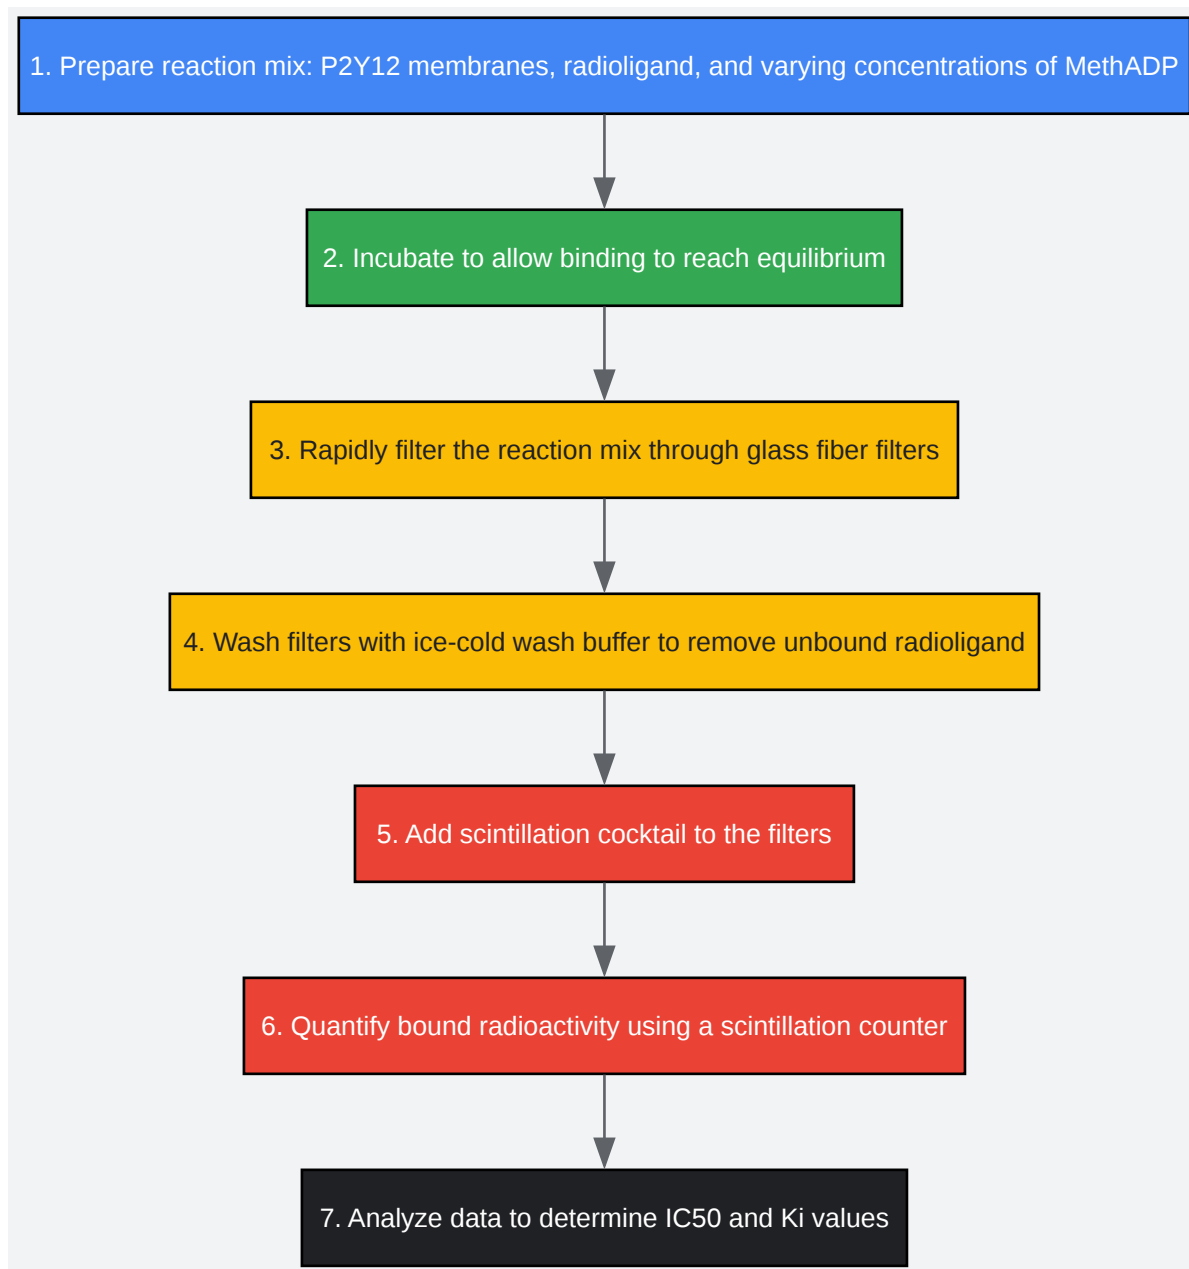 1. Prepare reaction mix: P2Y12 membranes, radioligand, and varying concentrations of MethADP
2. Incubate to allow binding to reach equilibrium
3. Rapidly filter the reaction mix through glass fiber filters
4. Wash filters with ice-cold wash buffer to remove unbound radioligand
5. Add scintillation cocktail to the filters
6. Quantify bound radioactivity using a scintillation counter
7. Analyze data to determine IC50 and Ki values